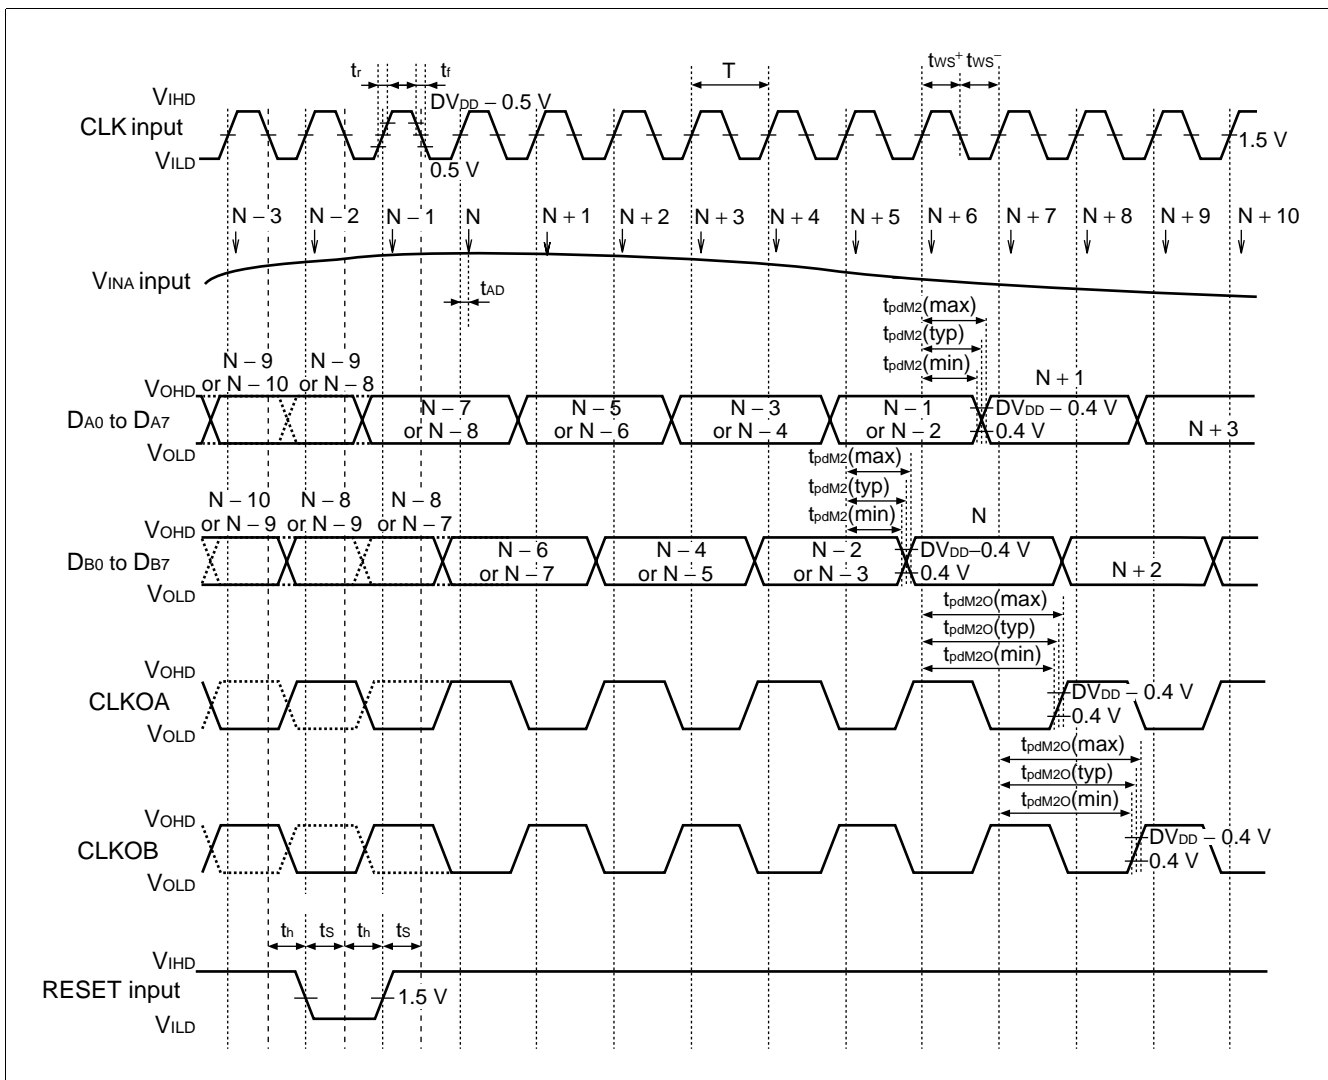 tr tf T tWS+ tWS−
VIHD
CLK input
VILD
DVDD − 0.5 V
0.5 V
1.5 V
N − 3 N − 2 N − 1 N N + 1 N + 2 N + 3 N + 4 N + 5 N + 6 N + 7 N + 8 N + 9 N + 10
VINA input
tAD
tpdM2(max)
tpdM2(typ)
tpdM2(min)
N − 9
or N − 10
N − 9
or N − 8
VOHD
DA0 to DA7
VOLD
N − 7
or N − 8
N − 5
or N − 6
N − 3
or N − 4
N − 1
or N − 2
N + 1
DVDD − 0.4 V
0.4 V
N + 3
tpdM2(max)
tpdM2(typ)
tpdM2(min)
N − 10
or N − 9
N − 8
or N − 9
N − 8
or N − 7
VOHD
DB0 to DB7
VOLD
N − 6
or N − 7
N − 4
or N − 5
N − 2
or N − 3
N
DVDD−0.4 V
0.4 V
N + 2
tpdM2O(max)
tpdM2O(typ)
tpdM2O(min)
VOHD
CLKOA
VOLD
DVDD − 0.4 V
0.4 V
tpdM2O(max)
tpdM2O(typ)
tpdM2O(min)
VOHD
CLKOB
VOLD
DVDD − 0.4 V
0.4 V
th tS th tS
VIHD
RESET input
VILD
1.5 V